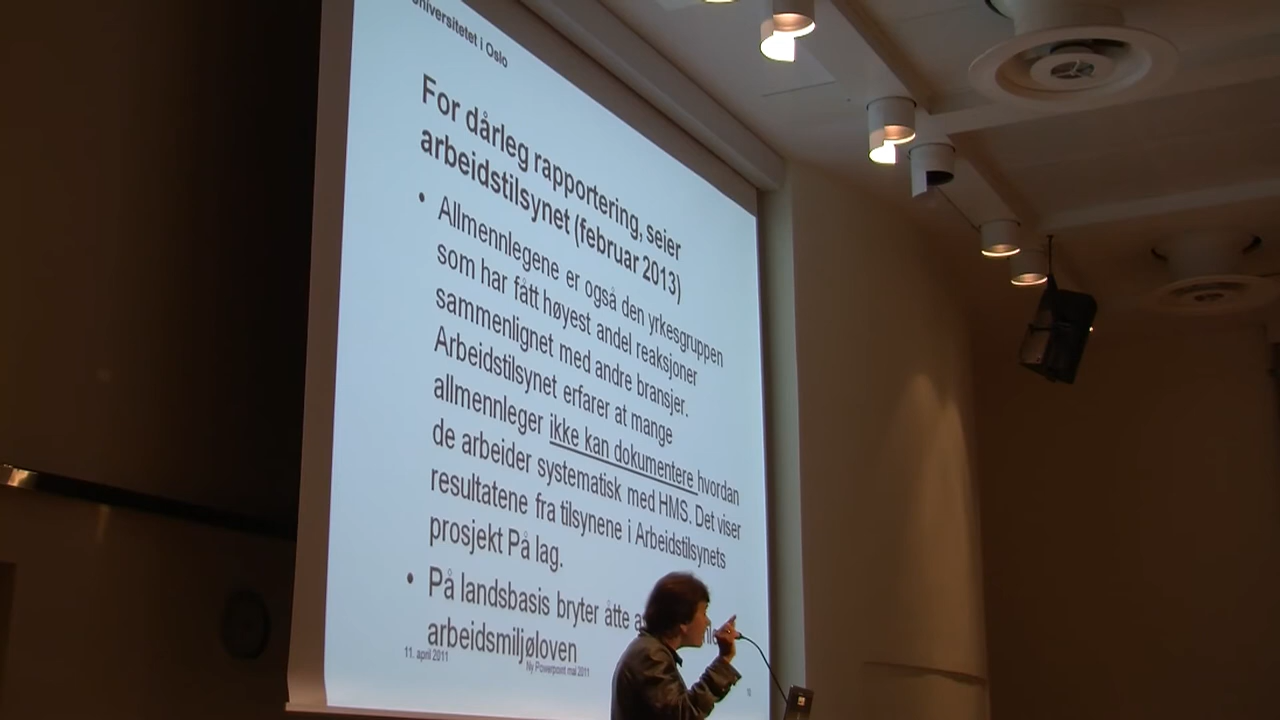 Universitetet i Oslo
For dårleg rapportering, seier
arbeidstilsynet (februar 2013)
• Allmennlegene er også den yrkesgruppen
som har fått høyest andel reaksjoner
sammenlignet med andre bransjer.
Arbeidstilsynet erfarer at mange
allmennleger ikke kan dokumentere hvordan
de arbeider systematisk med HMS. Det viser
resultatene fra tilsynene i Arbeidstilsynets
prosjekt På lag.
• På landsbasis bryter åtte
arbeidsmiljøloven
11. april 2011
Ny Powerpoint mal 2011